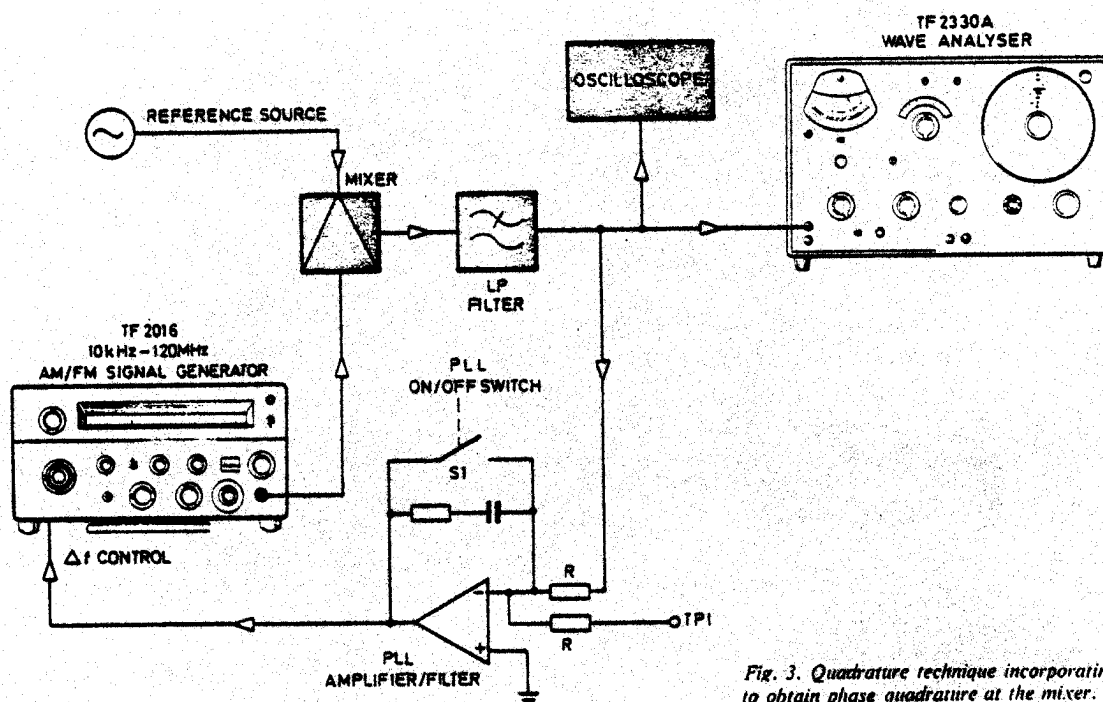 TF 2330A
WAVE ANALYSER
OSCILLOSCOPE
REFERENCE SOURCE
MIXER
LP
FILTER
TF 2016
10kHz-120MHz
AM/FM SIGNAL GENERATOR
PLL
ON/OFF SWITCH
S1
Δf CONTROL
R
R
TP1
-
+
PLL
AMPLIFIER/FILTER
Fig. 3. Quadrature technique incorporatin
to obtain phase quadrature at the mixer.